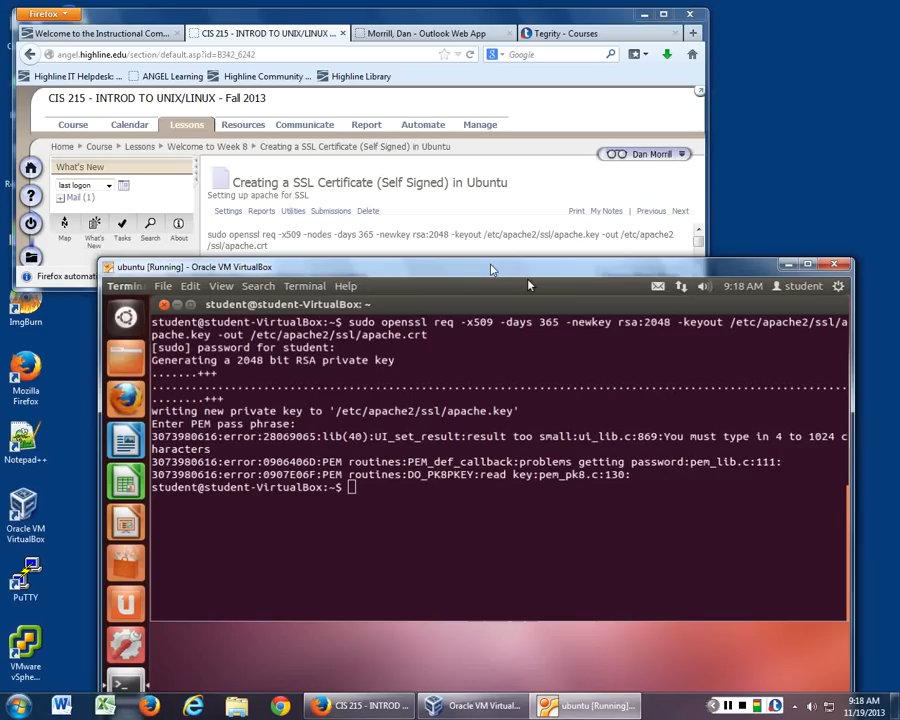 Firefox
Welcome to the Instructional Com...
CIS 215 - INTROD TO UNIX/LINUX ...
Morrill, Dan - Outlook Web App
Tegrity - Courses
angel.highline.edu/section/default.asp?id=B342_6242
Google
Highline IT Helpdesk: ...
ANGEL Learning
Highline Community ...
Highline Library
CIS 215 - INTROD TO UNIX/LINUX - Fall 2013
Course Calendar Lessons Resources Communicate Report Automate Manage
Home > Course > Lessons > Welcome to Week 8 > Creating a SSL Certificate (Self Signed) in Ubuntu
Dan Morrill
What's New
last logon
Mail (1)
Map What's New Tasks Search About
Creating a SSL Certificate (Self Signed) in Ubuntu
Setting up apache for SSL
Settings Reports Utilities Submissions Delete
Print My Notes Previous Next
sudo openssl req -x509 -nodes -days 365 -newkey rsa:2048 -keyout /etc/apache2/ssl/apache.key -out /etc/apache2
/ssl/apache.crt
Firefox automat
ubuntu [Running] - Oracle VM VirtualBox
Termin File Edit View Search Terminal Help
9:18 AM student
student@student-VirtualBox: ~
student@student-VirtualBox:~$ sudo openssl req -x509 -days 365 -newkey rsa:2048 -keyout /etc/apache2/ssl/a
pache.key -out /etc/apache2/ssl/apache.crt
[sudo] password for student:
Generating a 2048 bit RSA private key
.......+++
........+++
writing new private key to '/etc/apache2/ssl/apache.key'
Enter PEM pass phrase:
3073980616:error:28069065:lib(40):UI_set_result:result too small:ui_lib.c:869:You must type in 4 to 1024 c
haracters
3073980616:error:0906406D:PEM routines:PEM_def_callback:problems getting password:pem_lib.c:111:
3073980616:error:0907E06F:PEM routines:DO_PK8PKEY:read key:pem_pk8.c:130:
student@student-VirtualBox:~$
ImgBurn
Mozilla
Firefox
Notepad++
Oracle VM
VirtualBox
PuTTY
VMware
vSphe...
CIS 215 - INTROD ...
Oracle VM Virtual...
ubuntu [Running]...
9:18 AM
11/19/2013